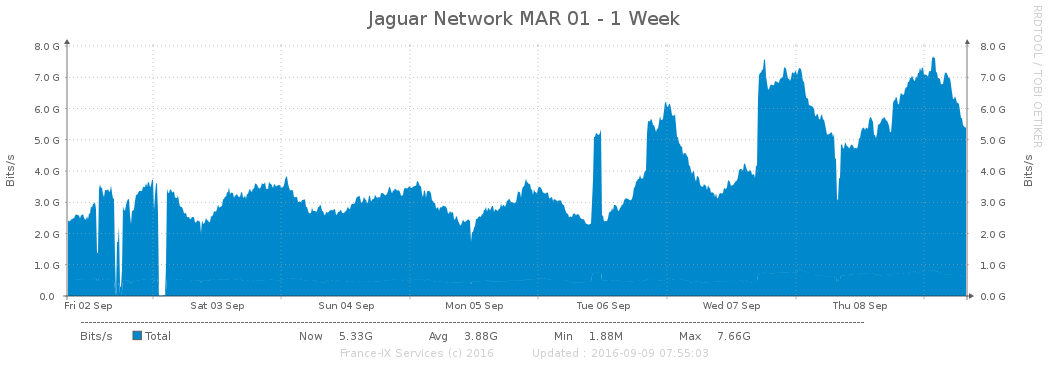 Jaguar Network MAR 01 - 1 Week
RRDTOOL / TOBI OETIKER
8.0 G 8.0 G
7.0 G 7.0 G
6.0 G 6.0 G
5.0 G 5.0 G
4.0 G 4.0 G
3.0 G 3.0 G
2.0 G 2.0 G
1.0 G 1.0 G
0.0 0.0 G
Bits/s Bits/s
Fri 02 Sep Sat 03 Sep Sun 04 Sep Mon 05 Sep Tue 06 Sep Wed 07 Sep Thu 08 Sep
Bits/s Total Now 5.33G Avg 3.88G Min 1.88M Max 7.66G
France-IX Services (c) 2016 Updated : 2016-09-09 07:55:03